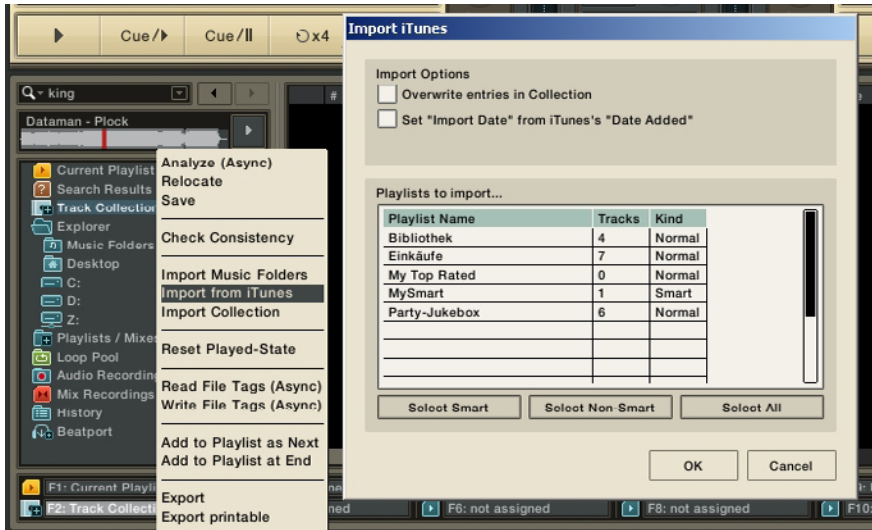 Cue/
Cue/
x4
king
#
Dataman - Plock
Current Playlist
Search Results
Track Collection
Explorer
Music Folders
Desktop
C:
D:
Z:
Playlists / Mixe
Loop Pool
Audio Recordin
Mix Recordings
History
Beatport
F1: Current Playli
F2: Track Collecti
Analyze (Async)
Relocate
Save
Check Consistency
Import Music Folders
Import from iTunes
Import Collection
Reset Played-State
Read File Tags (Async)
Write File Tags (Async)
Add to Playlist as Next
Add to Playlist at End
Export
Export printable
Import iTunes
Import Options
Overwrite entries in Collection
Set "Import Date" from iTunes's "Date Added"
Playlists to import...
Playlist Name Tracks Kind
Bibliothek 4 Normal
Einkäufe 7 Normal
My Top Rated 0 Normal
MySmart 1 Smart
Party-Jukebox 6 Normal
Select Smart Select Non-Smart Select All
OK Cancel
ned F6: not assigned F8: not assigned F10: